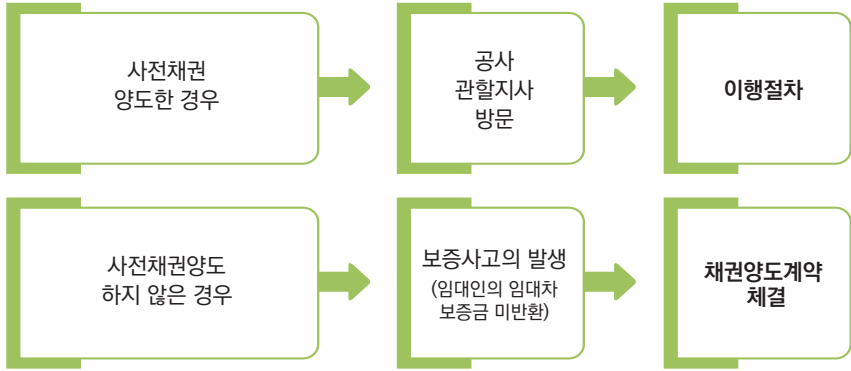 사전채권
양도한 경우
공사
관할지사
방문
이행절차
사전채권양도
하지 않은 경우
보증사고의 발생
(임대인의 임대차
보증금 미반환)
채권양도계약
체결